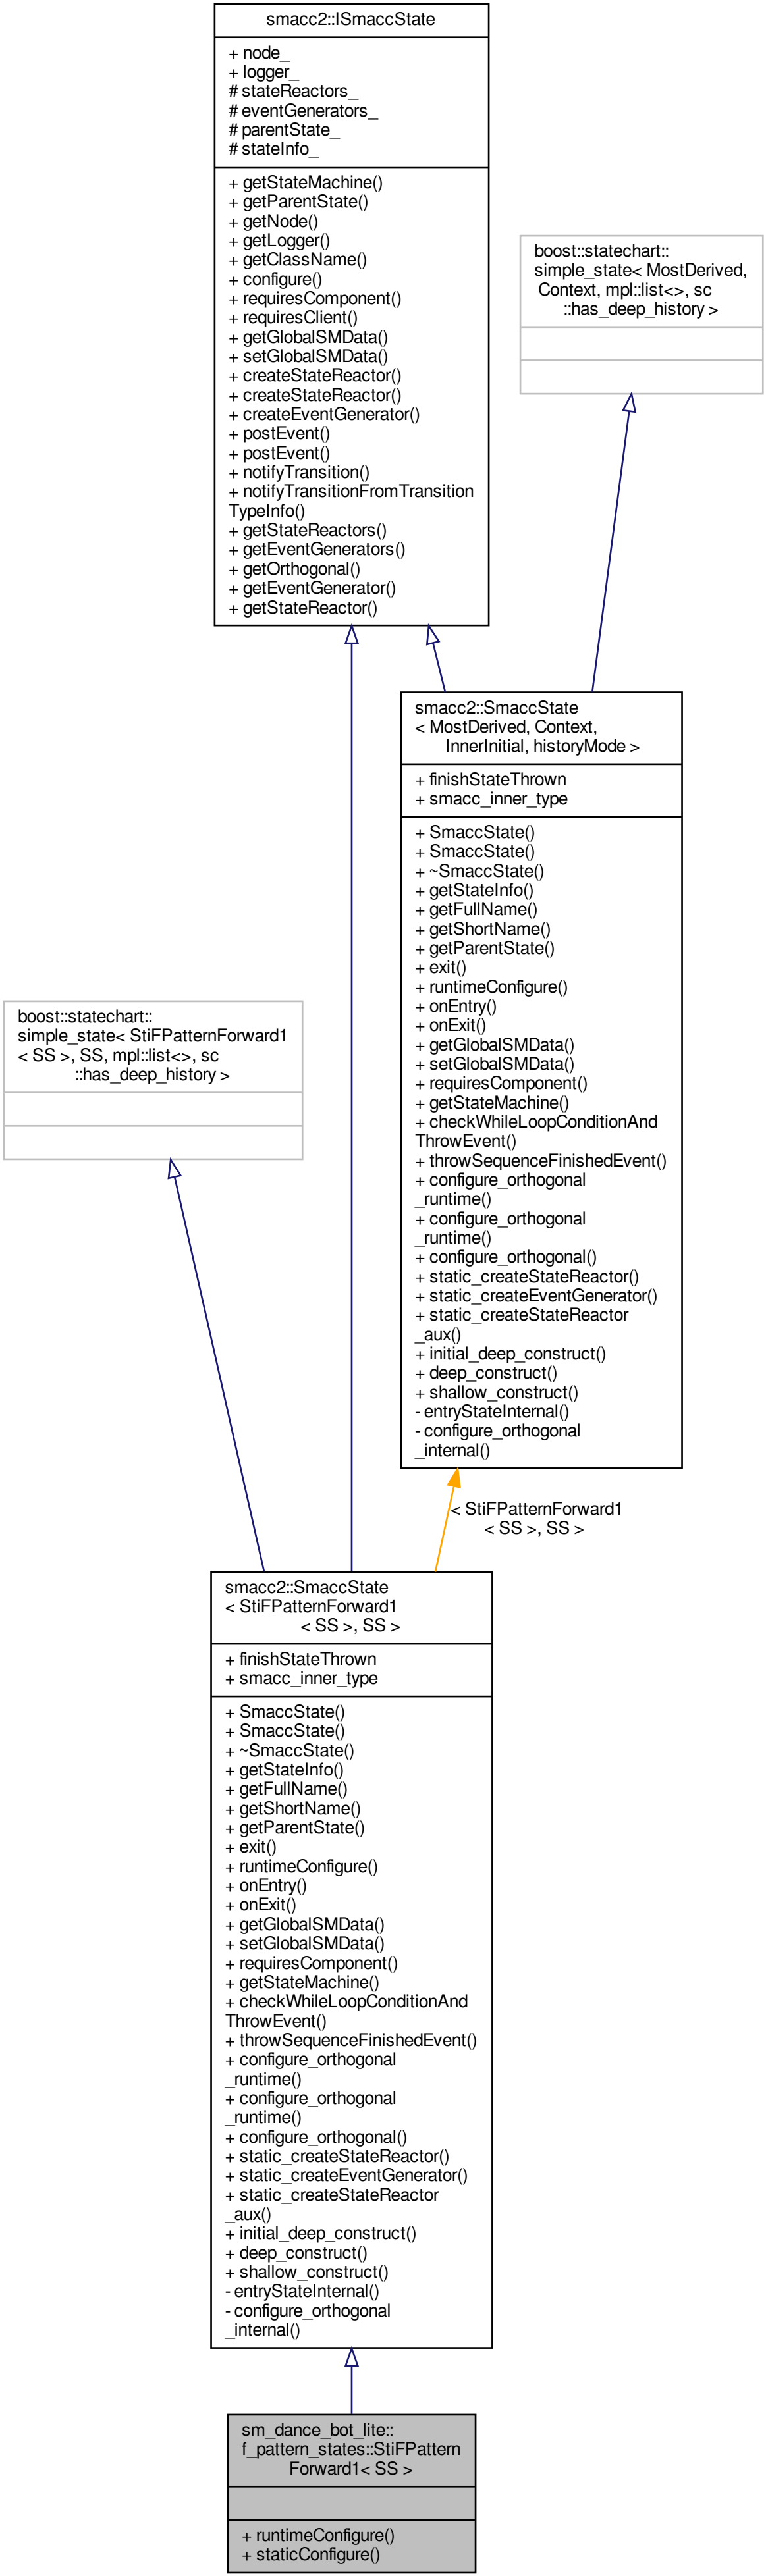 smacc2::ISmaccState
+ node_
+ logger_
# stateReactors_
# eventGenerators_
# parentState_
# stateInfo_
+ getStateMachine()
+ getParentState()
+ getNode()
+ getLogger()
+ getClassName()
+ configure()
+ requiresComponent()
+ requiresClient()
+ getGlobalSMData()
+ setGlobalSMData()
+ createStateReactor()
+ createStateReactor()
+ createEventGenerator()
+ postEvent()
+ postEvent()
+ notifyTransition()
+ notifyTransitionFromTransition
TypeInfo()
+ getStateReactors()
+ getEventGenerators()
+ getOrthogonal()
+ getEventGenerator()
+ getStateReactor()
boost::statechart::
simple_state< MostDerived,
Context, mpl::list<>, sc
::has_deep_history >
smacc2::SmaccState
< MostDerived, Context,
InnerInitial, historyMode >
+ finishStateThrown
+ smacc_inner_type
+ SmaccState()
+ SmaccState()
+ ~SmaccState()
+ getStateInfo()
+ getFullName()
+ getShortName()
+ getParentState()
+ exit()
+ runtimeConfigure()
+ onEntry()
+ onExit()
+ getGlobalSMData()
+ setGlobalSMData()
+ requiresComponent()
+ getStateMachine()
+ checkWhileLoopConditionAnd
ThrowEvent()
+ throwSequenceFinishedEvent()
+ configure_orthogonal
_runtime()
+ configure_orthogonal
_runtime()
+ configure_orthogonal()
+ static_createStateReactor()
+ static_createEventGenerator()
+ static_createStateReactor
_aux()
+ initial_deep_construct()
+ deep_construct()
+ shallow_construct()
- entryStateInternal()
- configure_orthogonal
_internal()
boost::statechart::
simple_state< StiFPatternForward1
< SS >, SS, mpl::list<>, sc
::has_deep_history >
< StiFPatternForward1
< SS >, SS >
smacc2::SmaccState
< StiFPatternForward1
< SS >, SS >
+ finishStateThrown
+ smacc_inner_type
+ SmaccState()
+ SmaccState()
+ ~SmaccState()
+ getStateInfo()
+ getFullName()
+ getShortName()
+ getParentState()
+ exit()
+ runtimeConfigure()
+ onEntry()
+ onExit()
+ getGlobalSMData()
+ setGlobalSMData()
+ requiresComponent()
+ getStateMachine()
+ checkWhileLoopConditionAnd
ThrowEvent()
+ throwSequenceFinishedEvent()
+ configure_orthogonal
_runtime()
+ configure_orthogonal
_runtime()
+ configure_orthogonal()
+ static_createStateReactor()
+ static_createEventGenerator()
+ static_createStateReactor
_aux()
+ initial_deep_construct()
+ deep_construct()
+ shallow_construct()
- entryStateInternal()
- configure_orthogonal
_internal()
sm_dance_bot_lite::
f_pattern_states::StiFPattern
Forward1< SS >
+ runtimeConfigure()
+ staticConfigure()